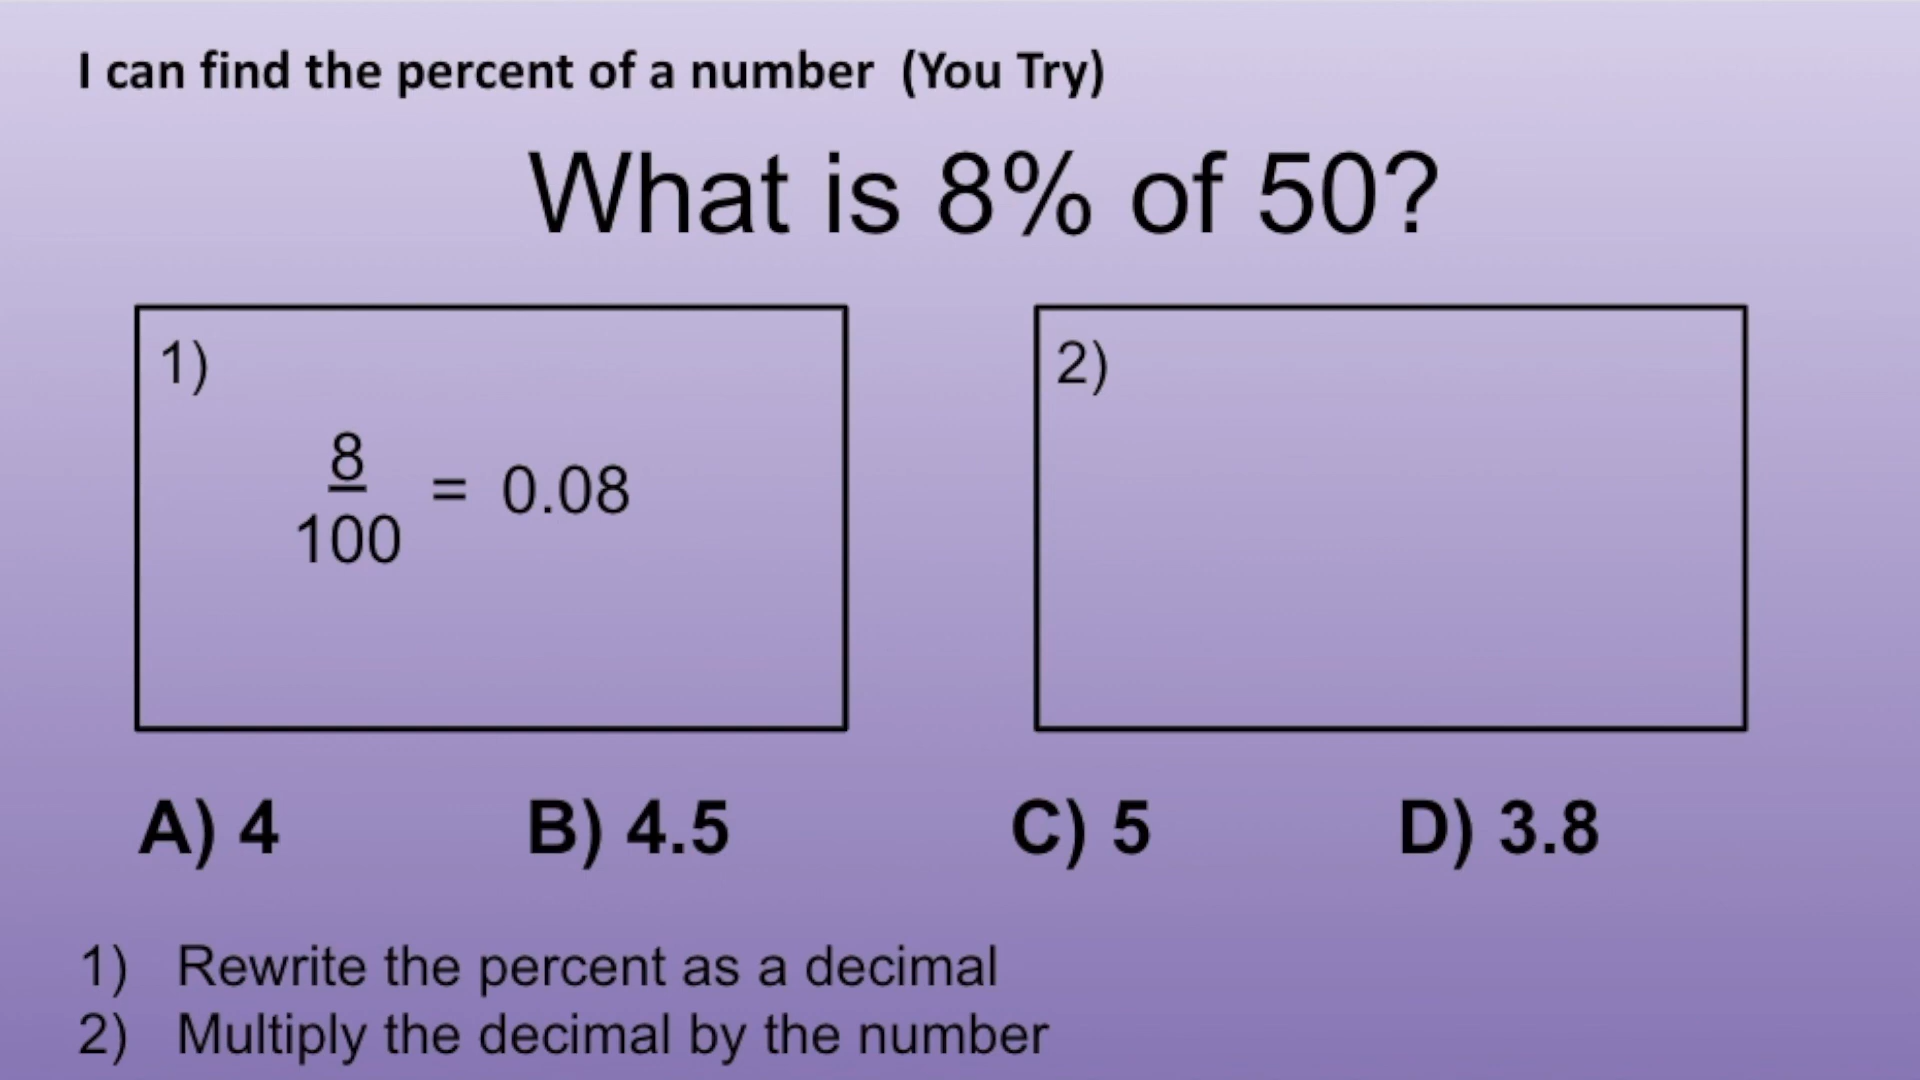 I can find the percent of a number (You Try)
What is 8% of 50?
1)
8
100
= 0.08
2)
A) 4 B) 4.5 C) 5 D) 3.8
1) Rewrite the percent as a decimal
2) Multiply the decimal by the number